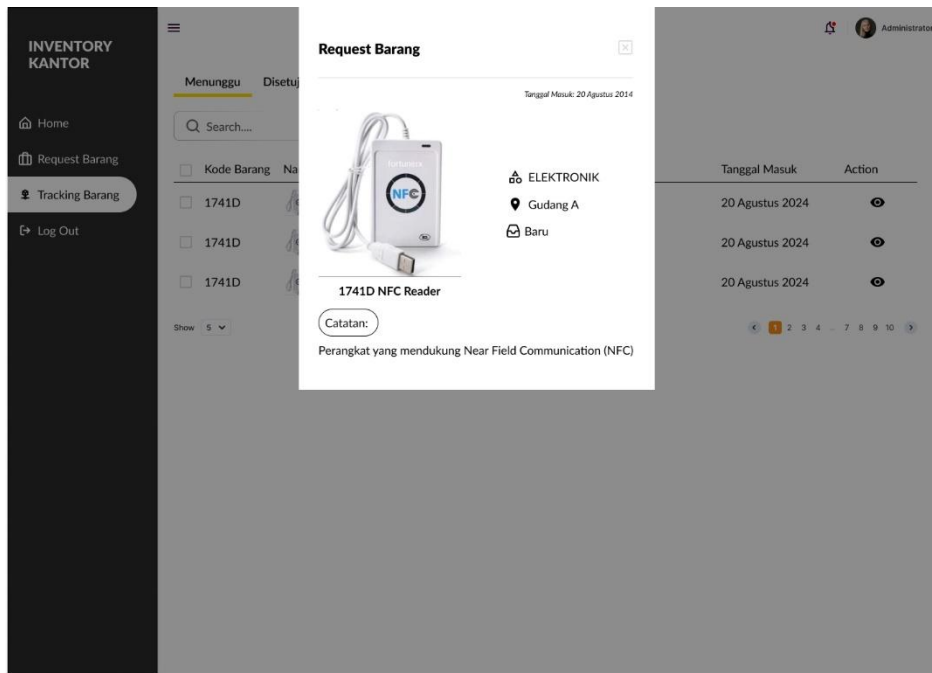 INVENTORY
KANTOR
Home
Request Barang
Tracking Barang
Log Out
Administrator
Menunggu
Search....
Kode Barang Tanggal Masuk Action
1741D 20 Agustus 2024
1741D 20 Agustus 2024
1741D 20 Agustus 2024
Show 5 1 2 3 4 .. 7 8 9 10
Request Barang
Tanggal Masuk: 20 Agustus 2014
NFC
ELEKTRONIK
Gudang A
Baru
1741D NFC Reader
Catatan:
Perangkat yang mendukung Near Field Communication (NFC)